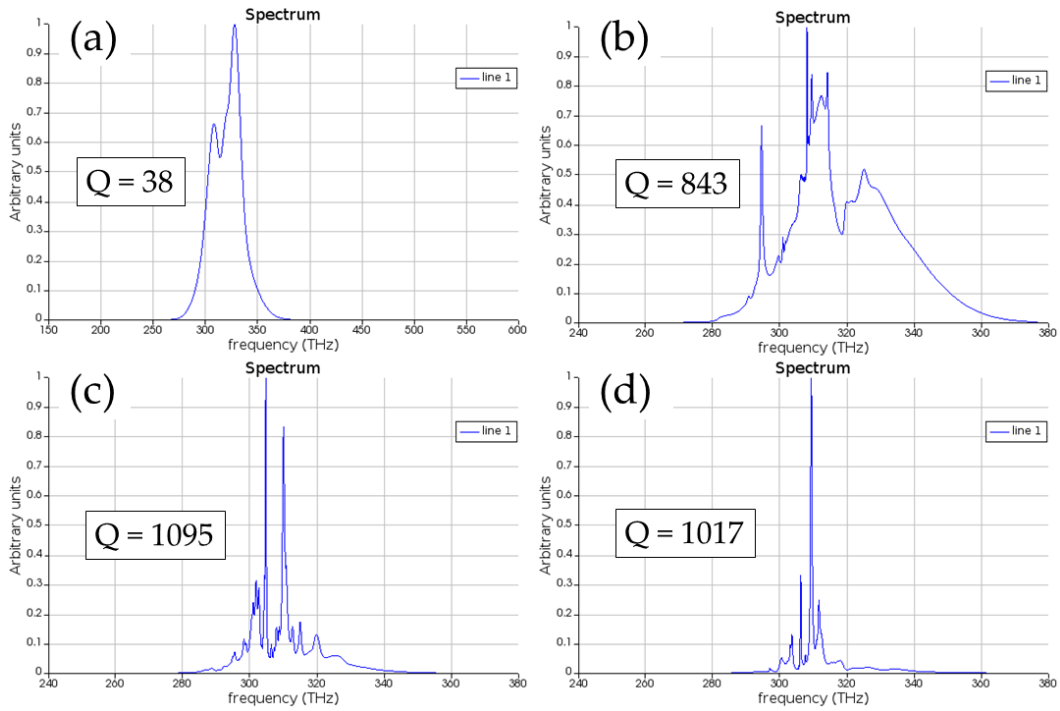 (a)
Spectrum
Arbitrary units
1
0.9
0.8
0.7
0.6
0.5
0.4
0.3
0.2
0.1
0
line 1
Q = 38
150 200 250 300 350 400 450 500 550 600
frequency (THz)
(b)
Spectrum
Arbitrary units
1
0.9
0.8
0.7
0.6
0.5
0.4
0.3
0.2
0.1
0
line 1
Q = 843
240 260 280 300 320 340 360 380
frequency (THz)
(c)
Spectrum
Arbitrary units
1
0.9
0.8
0.7
0.6
0.5
0.4
0.3
0.2
0.1
0
line 1
Q = 1095
240 260 280 300 320 340 360 380
frequency (THz)
(d)
Spectrum
Arbitrary units
1
0.9
0.8
0.7
0.6
0.5
0.4
0.3
0.2
0.1
0
line 1
Q = 1017
240 260 280 300 320 340 360 380
frequency (THz)